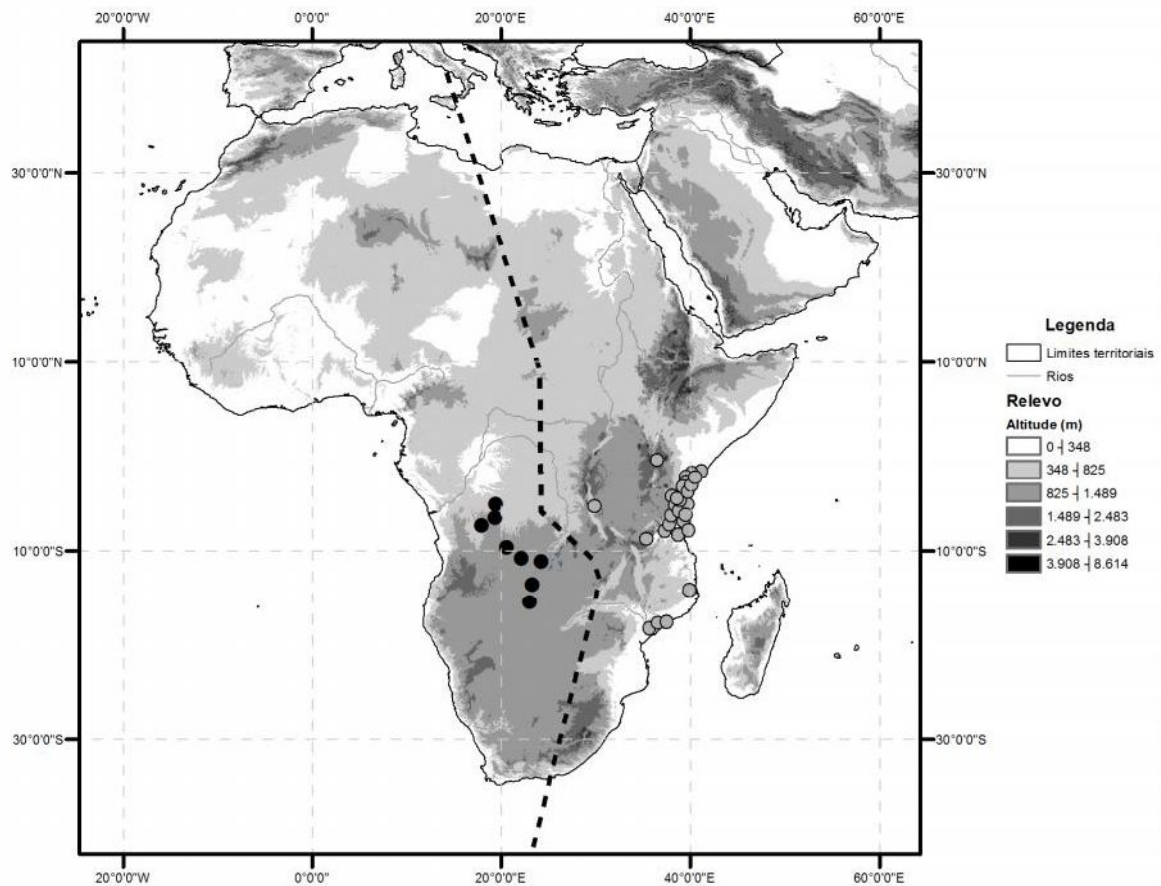 20°0'0"W 0°0'0" 20°0'0"E 40°0'0"E 60°0'0"E
30°0'0"N 30°0'0"N
10°0'0"N 10°0'0"N
10°0'0"S 10°0'0"S
30°0'0"S 30°0'0"S
20°0'0"W 0°0'0" 20°0'0"E 40°0'0"E 60°0'0"E
Legenda
Limites territoriais
Rios
Relevo
Altitude (m)
0 ┤348
348 ┤825
825 ┤1.489
1.489 ┤2.483
2.483 ┤3.908
3.908 ┤8.614